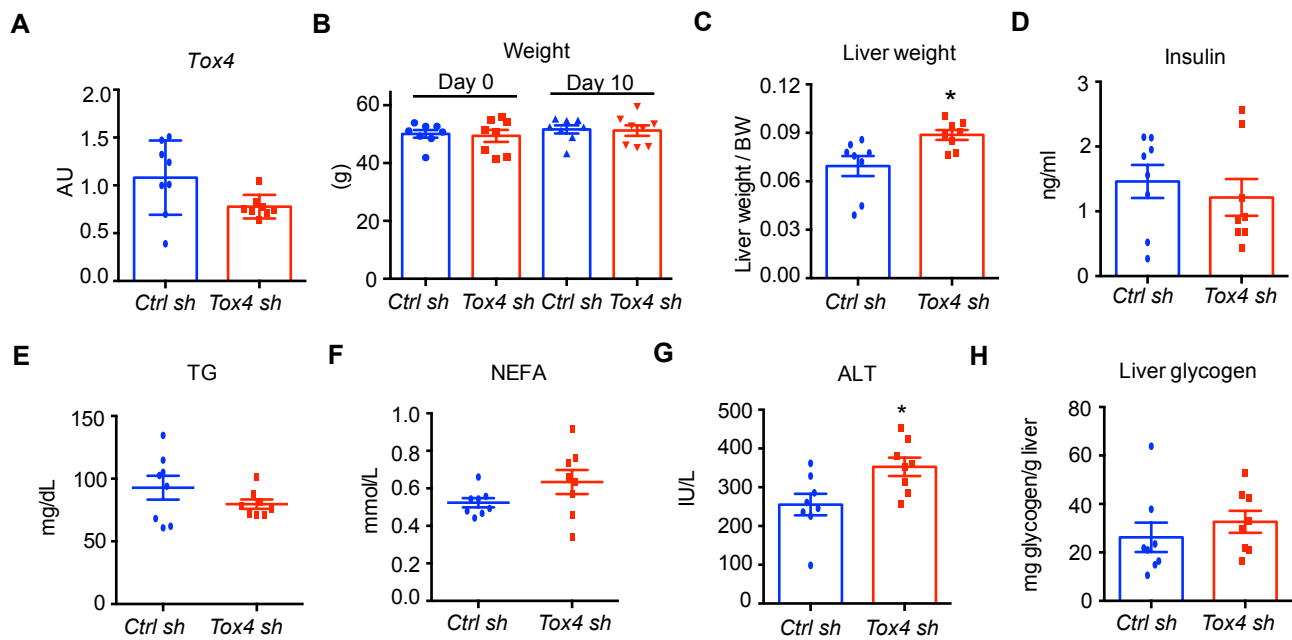 A
Tox4
AU
2.0
1.5
1.0
0.5
0.0
Ctrl sh
Tox4 sh
B
Weight
Day 0
Day 10
(g)
60
40
20
0
Ctrl sh
Tox4 sh
Ctrl sh
Tox4 sh
C
Liver weight
Liver weight / BW
0.12
0.09
0.06
0.03
0.00
*
Ctrl sh
Tox4 sh
D
Insulin
ng/ml
3
2
1
0
Ctrl sh
Tox4 sh
E
TG
mg/dL
150
100
50
0
Ctrl sh
Tox4 sh
F
NEFA
mmol/L
1.0
0.8
0.6
0.4
0.2
0.0
Ctrl sh
Tox4 sh
G
ALT
IU/L
500
400
300
200
100
0
*
Ctrl sh
Tox4 sh
H
Liver glycogen
mg glycogen/g liver
80
60
40
20
0
Ctrl sh
Tox4 sh